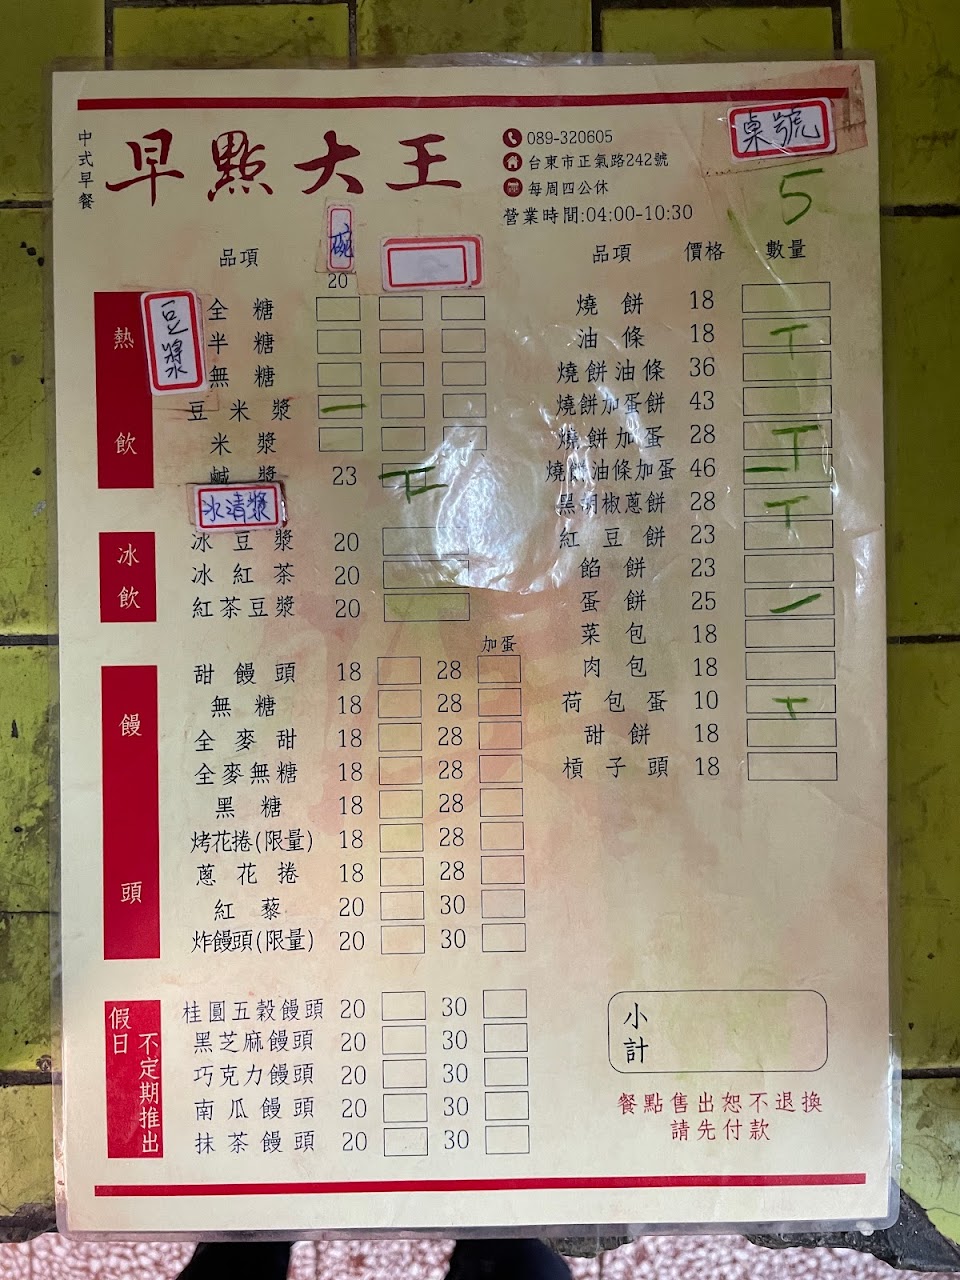 中式早餐
早點大王
089-320605
台東市正氣路242號
每周四公休
營業時間:04:00-10:30
桌號
5
品項 碗
20
熱飲
豆漿
全糖
半糖
無糖
豆米漿 一
米漿
鹹漿 23
冰清漿
冰飲
冰豆漿 20
冰紅茶 20
紅茶豆漿 20
加蛋
饅頭
甜饅頭 18 28
無糖 18 28
全麥甜 18 28
全麥無糖 18 28
黑糖 18 28
烤花捲(限量) 18 28
蔥花捲 18 28
紅藜 20 30
炸饅頭(限量) 20 30
假日不定期推出
桂圓五穀饅頭 20 30
黑芝麻饅頭 20 30
巧克力饅頭 20 30
南瓜饅頭 20 30
抹茶饅頭 20 30
品項 價格 數量
燒餅 18
油條 18 T
燒餅油條 36
燒餅加蛋餅 43
燒餅加蛋 28 T
燒餅油條加蛋 46 一
黑胡椒蔥餅 28 T
紅豆餅 23
餡餅 23
蛋餅 25 一
菜包 18
肉包 18
荷包蛋 10 T
甜餅 18
槓子頭 18
小計
餐點售出恕不退換
請先付款